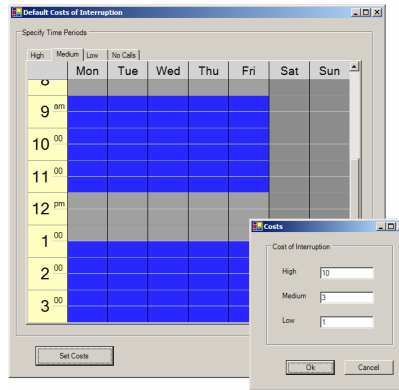 Default Costs of Interruption
Specify Time Periods
High Medium Low No Calls
Mon Tue Wed Thu Fri Sat Sun
8
9 am
10 00
11 00
12 pm
1 00
2 00
3 00
Set Costs
Costs
Cost of Interruption
High 10
Medium 3
Low 1
Ok Cancel